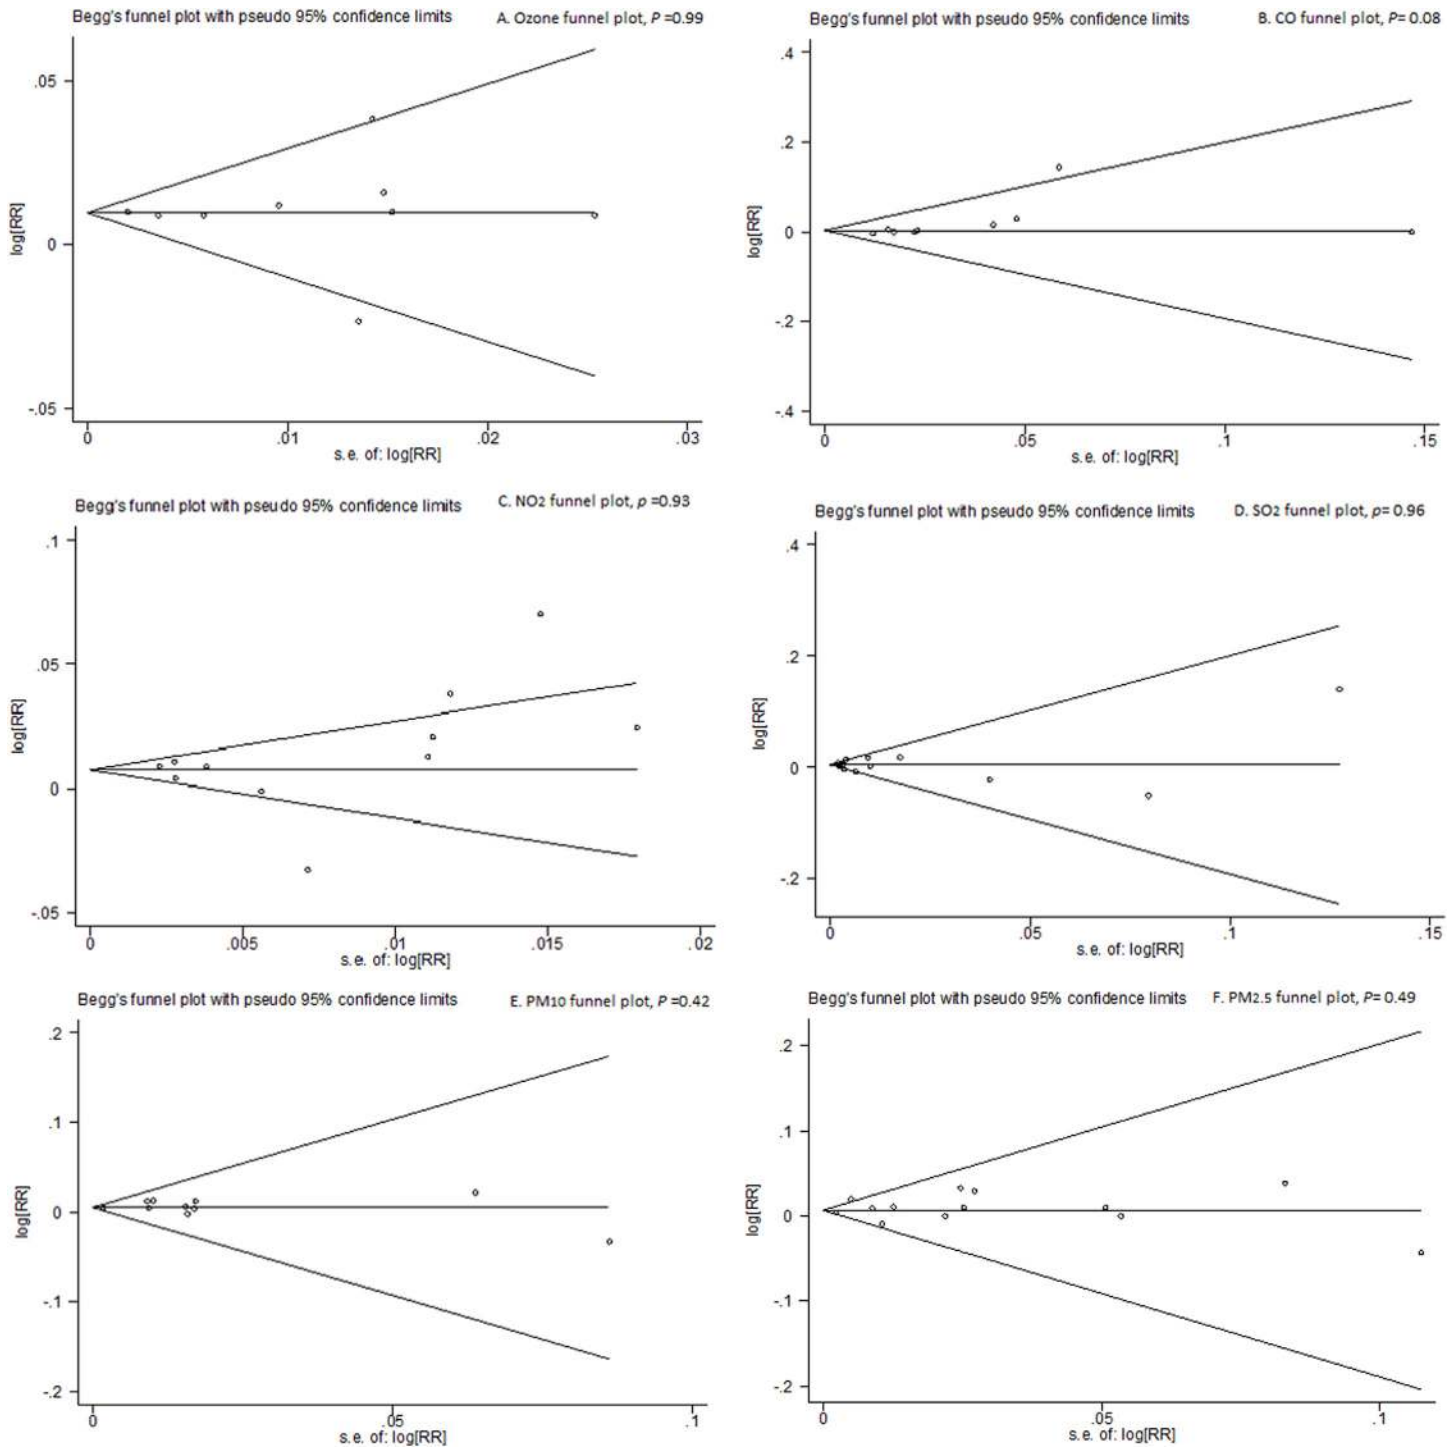 Begg's funnel plot with pseudo 95% confidence limits A. Ozone funnel plot, P =0.99
.05
0
-.05
log[RR]
0 .01 .02 .03
s.e. of: log[RR]
Begg's funnel plot with pseudo 95% confidence limits B. CO funnel plot, P= 0.08
.4
.2
0
-.2
-.4
log[RR]
0 .05 .1 .15
s.e. of: log[RR]
Begg's funnel plot with pseudo 95% confidence limits C. NO2 funnel plot, p =0.93
.1
.05
0
-.05
log[RR]
0 .005 .01 .015 .02
s.e. of: log[RR]
Begg's funnel plot with pseudo 95% confidence limits D. SO2 funnel plot, p= 0.96
.4
.2
0
-.2
log[RR]
0 .05 .1 .15
s.e. of: log[RR]
Begg's funnel plot with pseudo 95% confidence limits E. PM10 funnel plot, P =0.42
.2
.1
0
-.1
-.2
log[RR]
0 .05 .1
s.e. of: log[RR]
Begg's funnel plot with pseudo 95% confidence limits F. PM2.5 funnel plot, P= 0.49
.2
.1
0
-.1
-.2
log[RR]
0 .05 .1
s.e. of: log[RR]